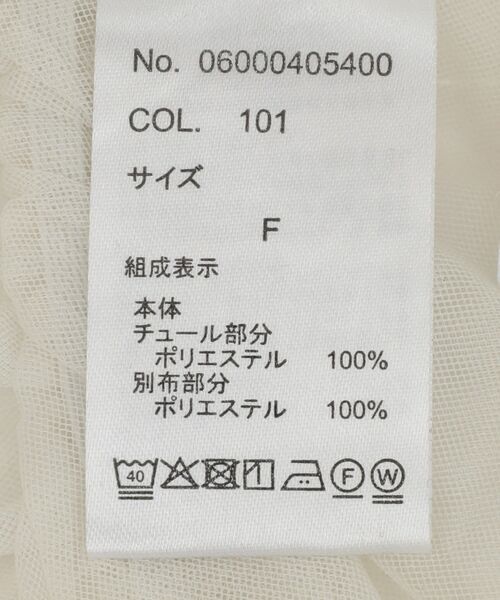 No. 06000405400
COL. 101
サイズ
F
組成表示
本体
チュール部分
ポリエステル 100%
別布部分
ポリエステル 100%
40 F W